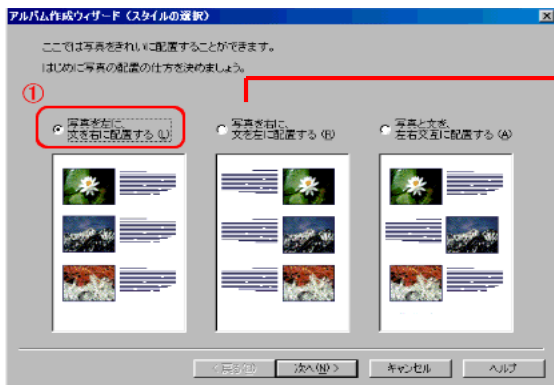 アルバム作成ウィザード (スタイルの選択)
ここでは写真をきれいに配置することができます。
はじめに写真の配置の仕方を決めましょう。
①
写真を左に、
文を右に配置する (L)
写真を右に、
文を左に配置する (R)
写真と文を、
左右交互に配置する (A)
< 戻る(B)
次へ(N) >
キャンセル
ヘルプ